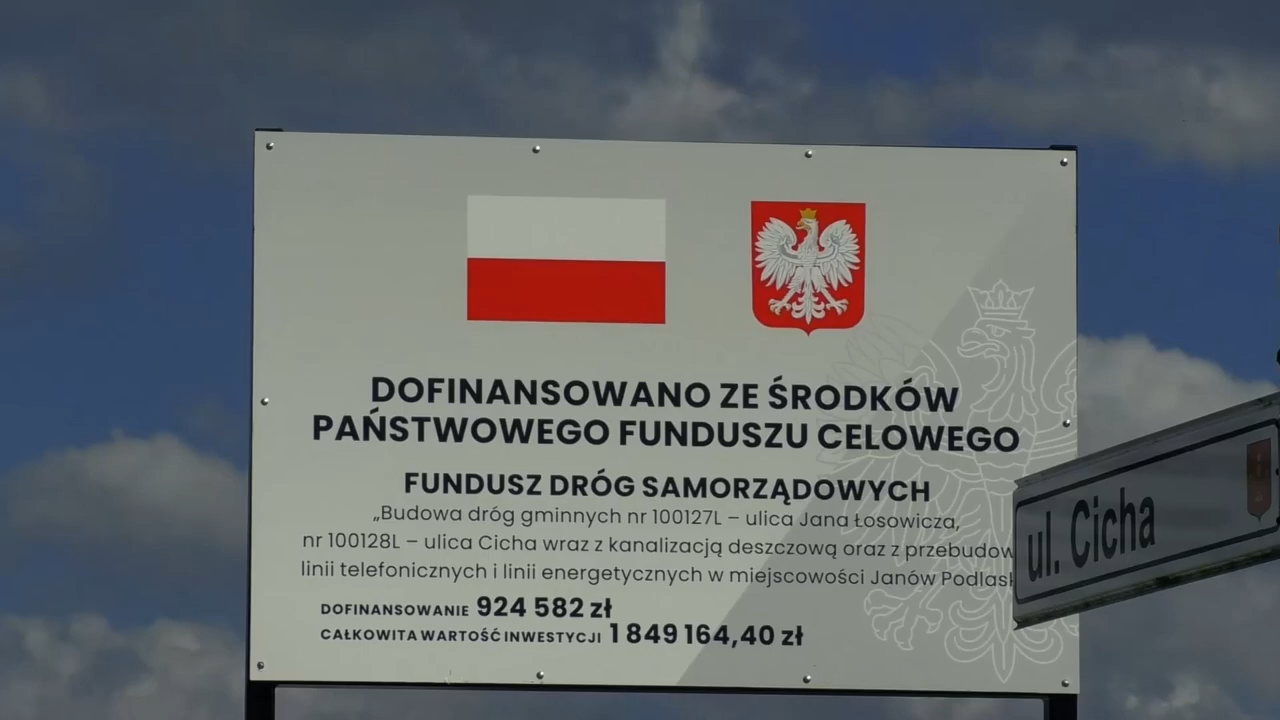 DOFINANSOWANO ZE ŚRODKÓW
PAŃSTWOWEGO FUNDUSZU CELOWEGO
FUNDUSZ DRÓG SAMORZĄDOWYCH
„Budowa dróg gminnych nr 100127L – ulica Jana Łosowicza,
nr 100128L – ulica Cicha wraz z kanalizacją deszczową oraz z przebudow
linii telefonicznych i linii energetycznych w miejscowości Janów Podlask
DOFINANSOWANIE 924 582 zł
CAŁKOWITA WARTOŚĆ INWESTYCJI 1 849 164,40 zł
ul. Cicha